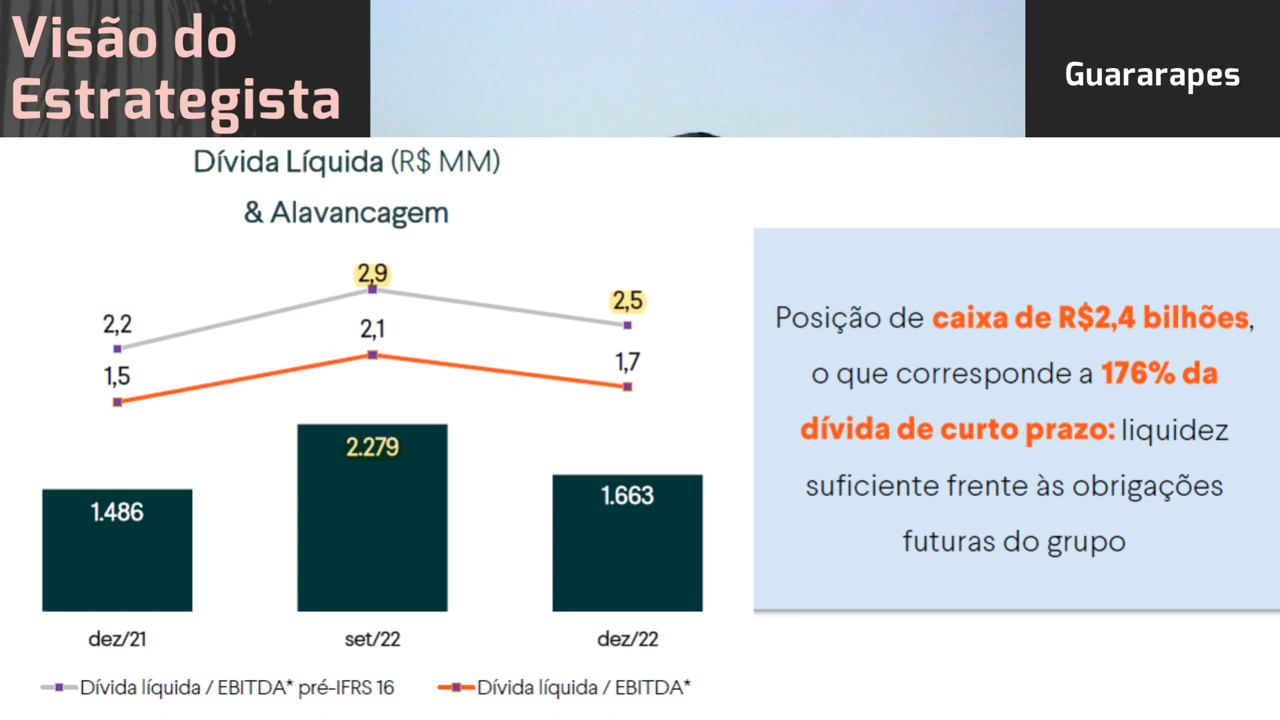 Visão do
Estrategista
Guararapes
Dívida Líquida (R$ MM)
& Alavancagem
2,9
2,5
2,2
2,1
1,7
1,5
2.279
1.663
1.486
dez/21
set/22
dez/22
Dívida líquida / EBITDA* pré-IFRS 16
Dívida líquida / EBITDA*
Posição de caixa de R$2,4 bilhões,
o que corresponde a 176% da
dívida de curto prazo: liquidez
suficiente frente às obrigações
futuras do grupo